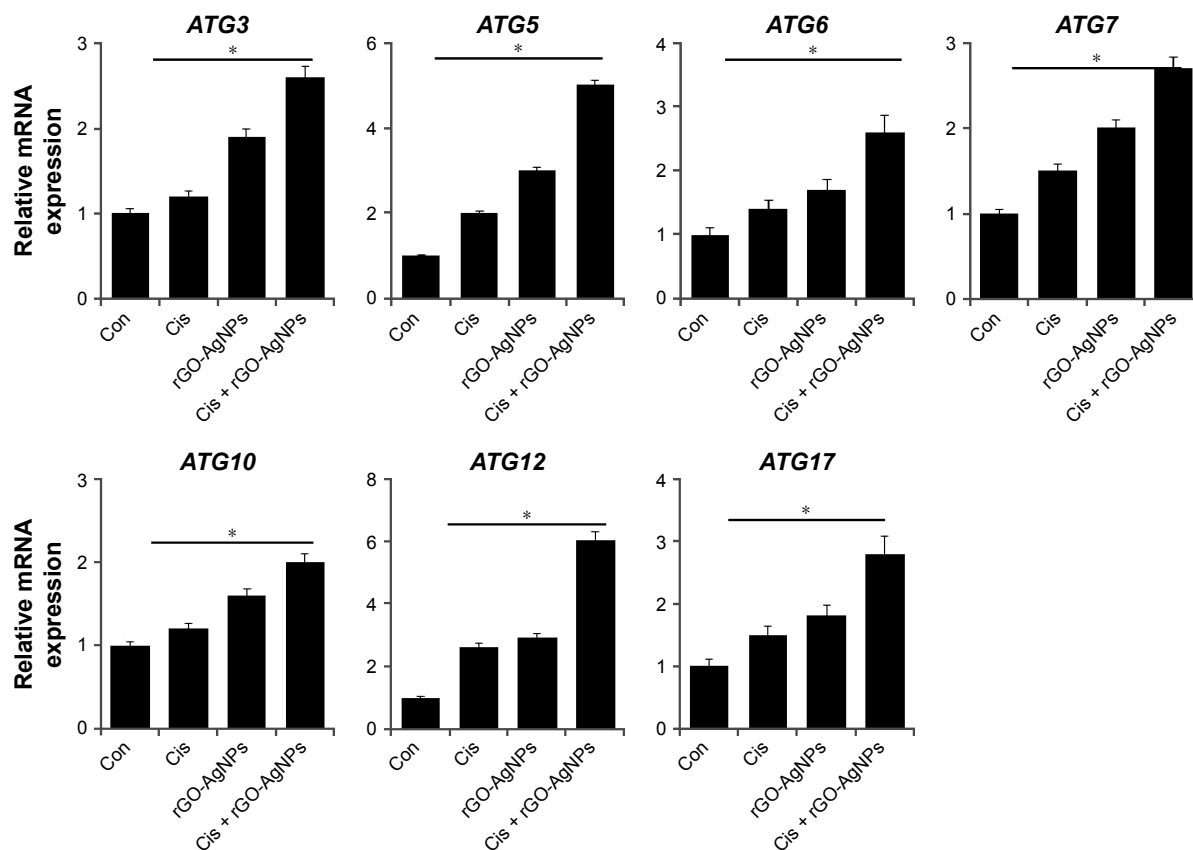 ATG3
ATG5
ATG6
ATG7
Relative mRNA
expression
3
2
1
0
*
Con
Cis
rGO-AgNPs
Cis + rGO-AgNPs
6
4
2
0
*
Con
Cis
rGO-AgNPs
Cis + rGO-AgNPs
4
3
2
1
0
*
Con
Cis
rGO-AgNPs
Cis + rGO-AgNPs
3
2
1
0
*
Con
Cis
rGO-AgNPs
Cis + rGO-AgNPs
ATG10
ATG12
ATG17
Relative mRNA
expression
3
2
1
0
*
Con
Cis
rGO-AgNPs
Cis + rGO-AgNPs
8
6
4
2
0
*
Con
Cis
rGO-AgNPs
Cis + rGO-AgNPs
4
3
2
1
0
*
Con
Cis
rGO-AgNPs
Cis + rGO-AgNPs